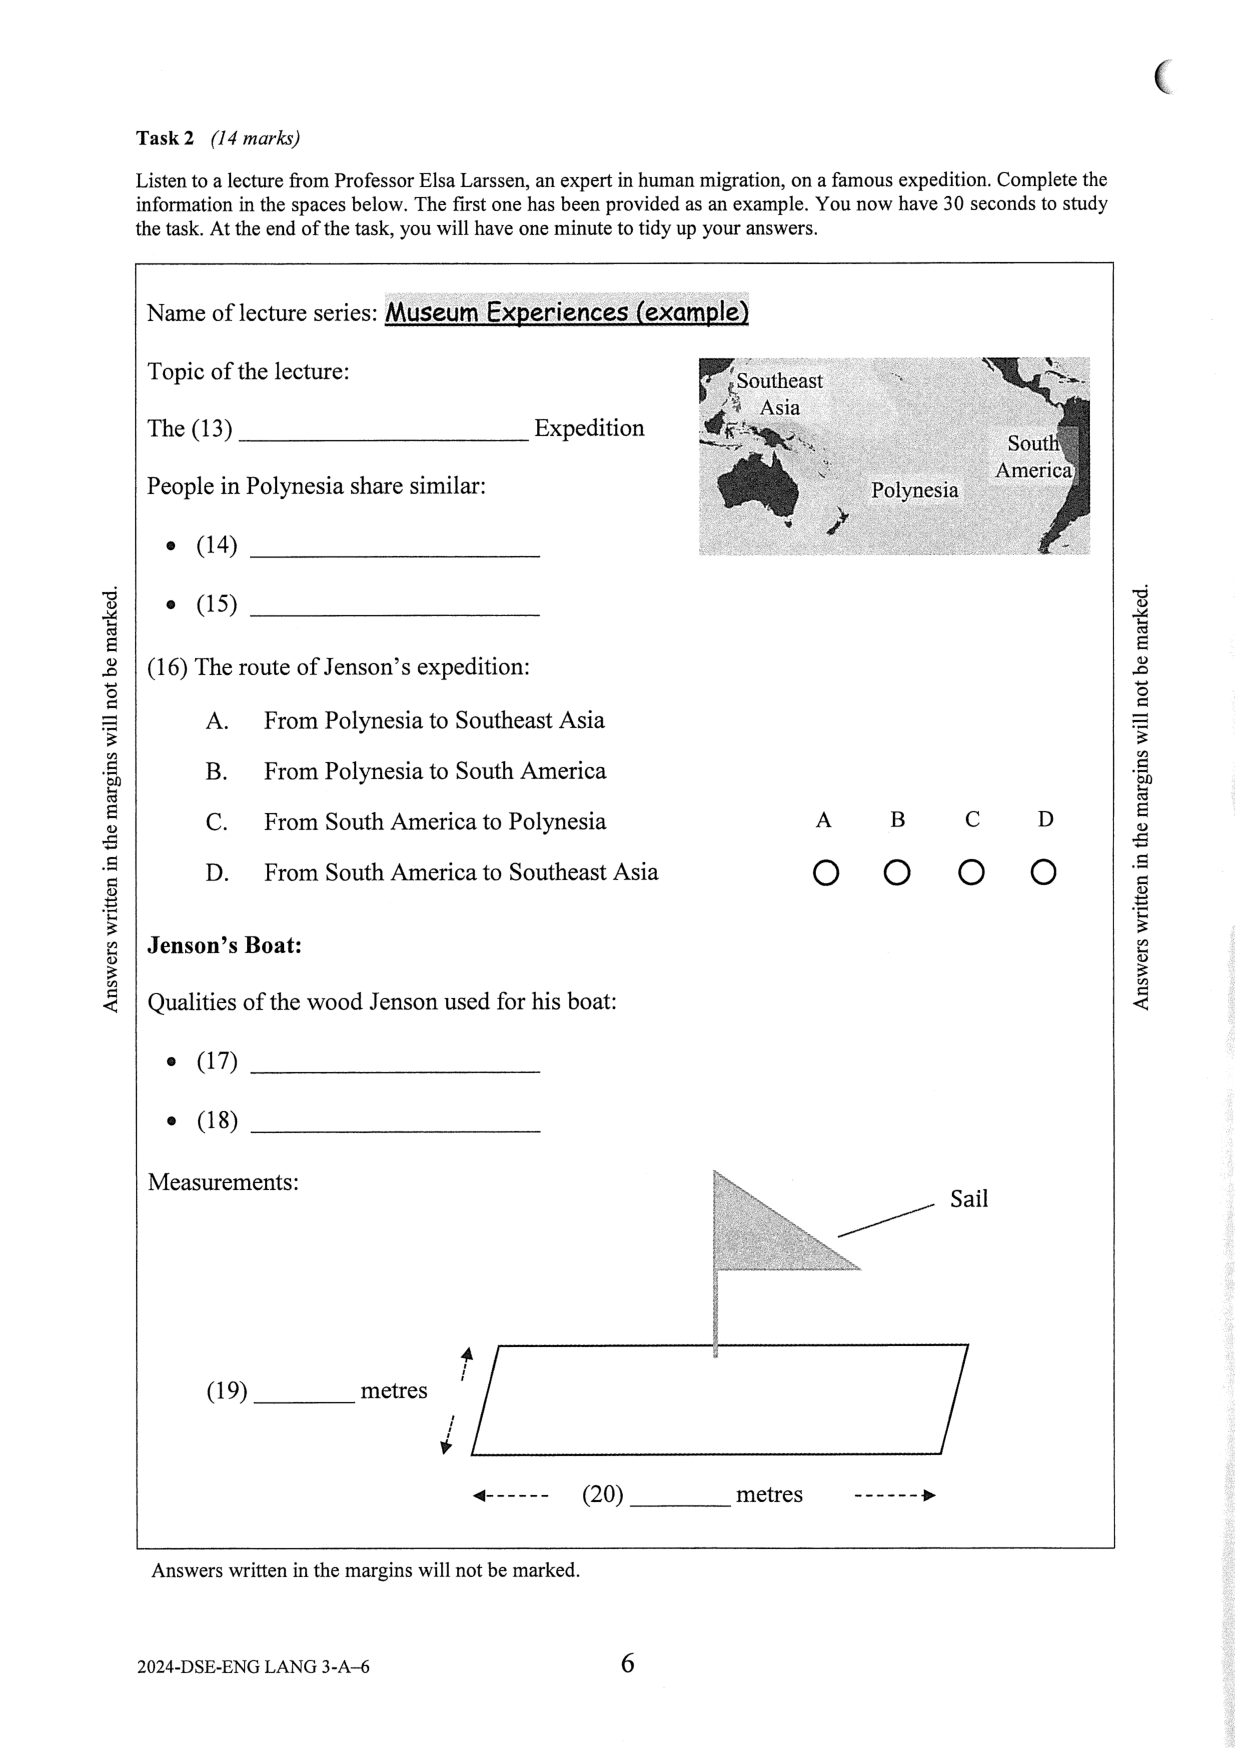 Task 2 (14 marks)
Listen to a lecture from Professor Elsa Larssen, an expert in human migration, on a famous expedition. Complete the
information in the spaces below. The first one has been provided as an example. You now have 30 seconds to study
the task. At the end of the task, you will have one minute to tidy up your answers.
Name of lecture series: Museum Experiences (example)
Topic of the lecture:
The (13) ____________________ Expedition
Southeast
Asia
South
America
Polynesia
People in Polynesia share similar:
• (14) ____________________
• (15) ____________________
(16) The route of Jenson's expedition:
A. From Polynesia to Southeast Asia
B. From Polynesia to South America
C. From South America to Polynesia
A B C D
D. From South America to Southeast Asia
Jenson's Boat:
Qualities of the wood Jenson used for his boat:
• (17) ____________________
• (18) ____________________
Measurements:
Sail
(19) ________ metres
(20) ________ metres
Answers written in the margins will not be marked.
Answers written in the margins will not be marked.
Answers written in the margins will not be marked.
2024-DSE-ENG LANG 3-A–6
6